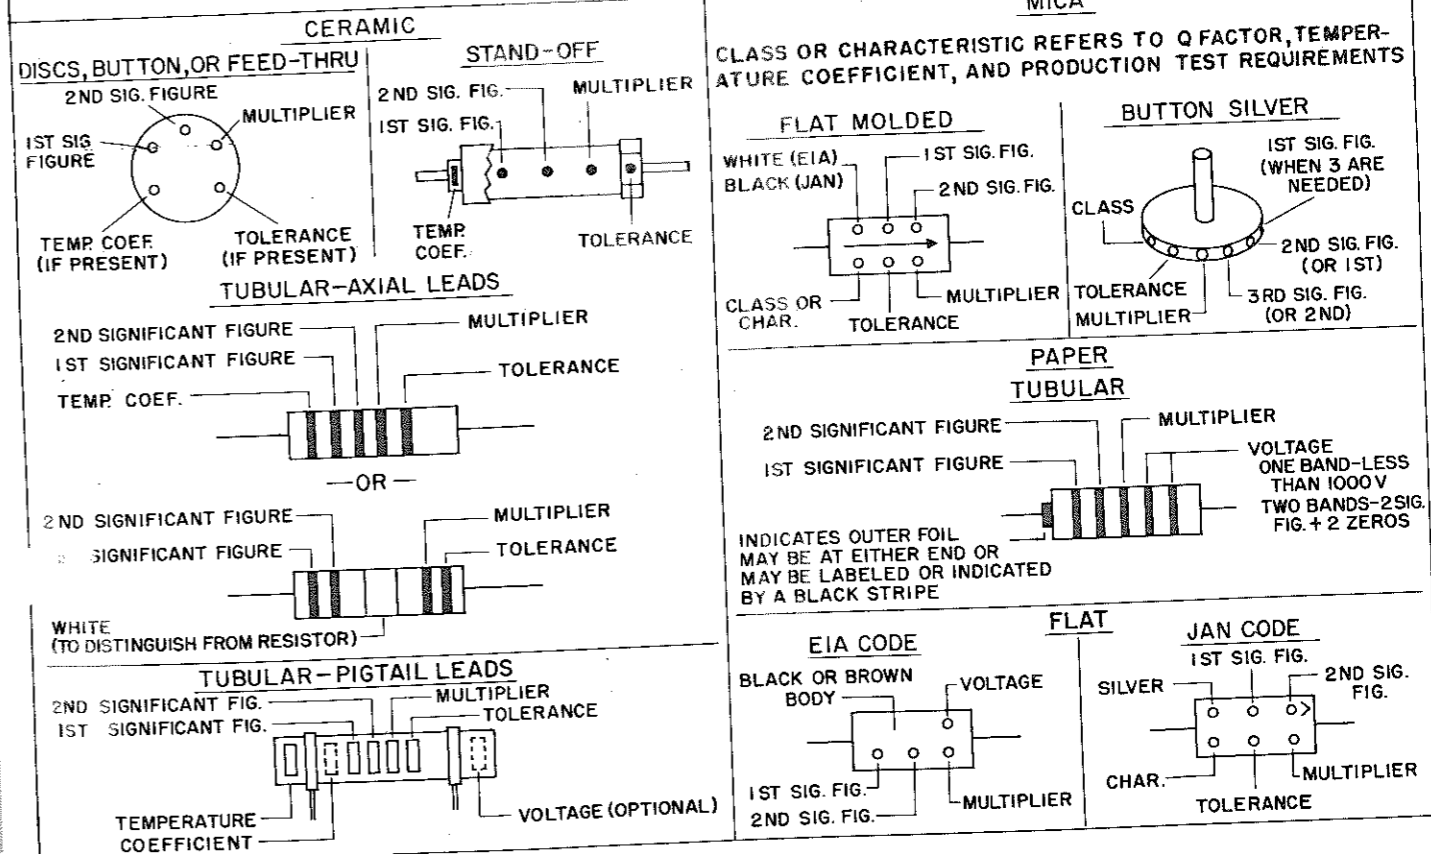 CERAMIC
DISCS, BUTTON, OR FEED-THRU
2ND SIG. FIGURE
MULTIPLIER
1ST SIG
FIGURE
TEMP. COEF.
(IF PRESENT)
TOLERANCE
(IF PRESENT)
STAND-OFF
2ND SIG. FIG.
MULTIPLIER
1ST SIG. FIG.
TEMP.
COEF.
TOLERANCE
TUBULAR-AXIAL LEADS
2ND SIGNIFICANT FIGURE
MULTIPLIER
1ST SIGNIFICANT FIGURE
TOLERANCE
TEMP. COEF.
—OR—
2ND SIGNIFICANT FIGURE
MULTIPLIER
SIGNIFICANT FIGURE
TOLERANCE
WHITE
(TO DISTINGUISH FROM RESISTOR)
TUBULAR-PIGTAIL LEADS
2ND SIGNIFICANT FIG.
MULTIPLIER
1ST SIGNIFICANT FIG.
TOLERANCE
TEMPERATURE
COEFFICIENT
VOLTAGE (OPTIONAL)
MICA
CLASS OR CHARACTERISTIC REFERS TO Q FACTOR, TEMPER-
ATURE COEFFICIENT, AND PRODUCTION TEST REQUIREMENTS
FLAT MOLDED
WHITE (EIA)
BLACK (JAN)
1ST SIG. FIG.
2ND SIG. FIG.
CLASS OR
CHAR.
TOLERANCE
MULTIPLIER
BUTTON SILVER
1ST SIG. FIG.
(WHEN 3 ARE
NEEDED)
CLASS
2ND SIG. FIG.
(OR 1ST)
TOLERANCE
MULTIPLIER
3RD SIG. FIG.
(OR 2ND)
PAPER
TUBULAR
2ND SIGNIFICANT FIGURE
MULTIPLIER
1ST SIGNIFICANT FIGURE
VOLTAGE
ONE BAND-LESS
THAN 1000V
TWO BANDS-2SIG.
FIG. + 2 ZEROS
INDICATES OUTER FOIL
MAY BE AT EITHER END OR
MAY BE LABELED OR INDICATED
BY A BLACK STRIPE
FLAT
EIA CODE
BLACK OR BROWN
BODY
VOLTAGE
1ST SIG. FIG.
2ND SIG. FIG.
MULTIPLIER
JAN CODE
1ST SIG. FIG.
SILVER
2ND SIG.
FIG.
CHAR.
TOLERANCE
MULTIPLIER